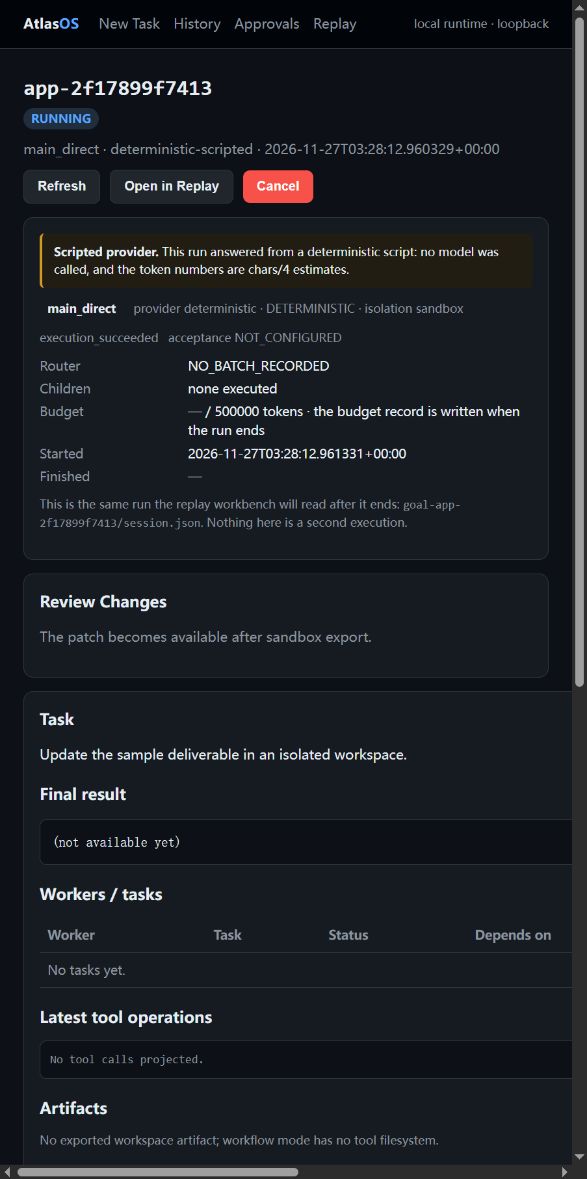 AtlasOS New Task History Approvals Replay local runtime · loopback
app-2f17899f7413
RUNNING
main_direct · deterministic-scripted · 2026-11-27T03:28:12.960329+00:00
Refresh Open in Replay Cancel
Scripted provider. This run answered from a deterministic script: no model was
called, and the token numbers are chars/4 estimates.
main_direct provider deterministic · DETERMINISTIC · isolation sandbox
execution_succeeded acceptance NOT_CONFIGURED
Router NO_BATCH_RECORDED
Children none executed
Budget — / 500000 tokens · the budget record is written when
the run ends
Started 2026-11-27T03:28:12.961331+00:00
Finished —
This is the same run the replay workbench will read after it ends: goal-app-
2f17899f7413/session.json. Nothing here is a second execution.
Review Changes
The patch becomes available after sandbox export.
Task
Update the sample deliverable in an isolated workspace.
Final result
(not available yet)
Workers / tasks
Worker Task Status Depends on
No tasks yet.
Latest tool operations
No tool calls projected.
Artifacts
No exported workspace artifact; workflow mode has no tool filesystem.